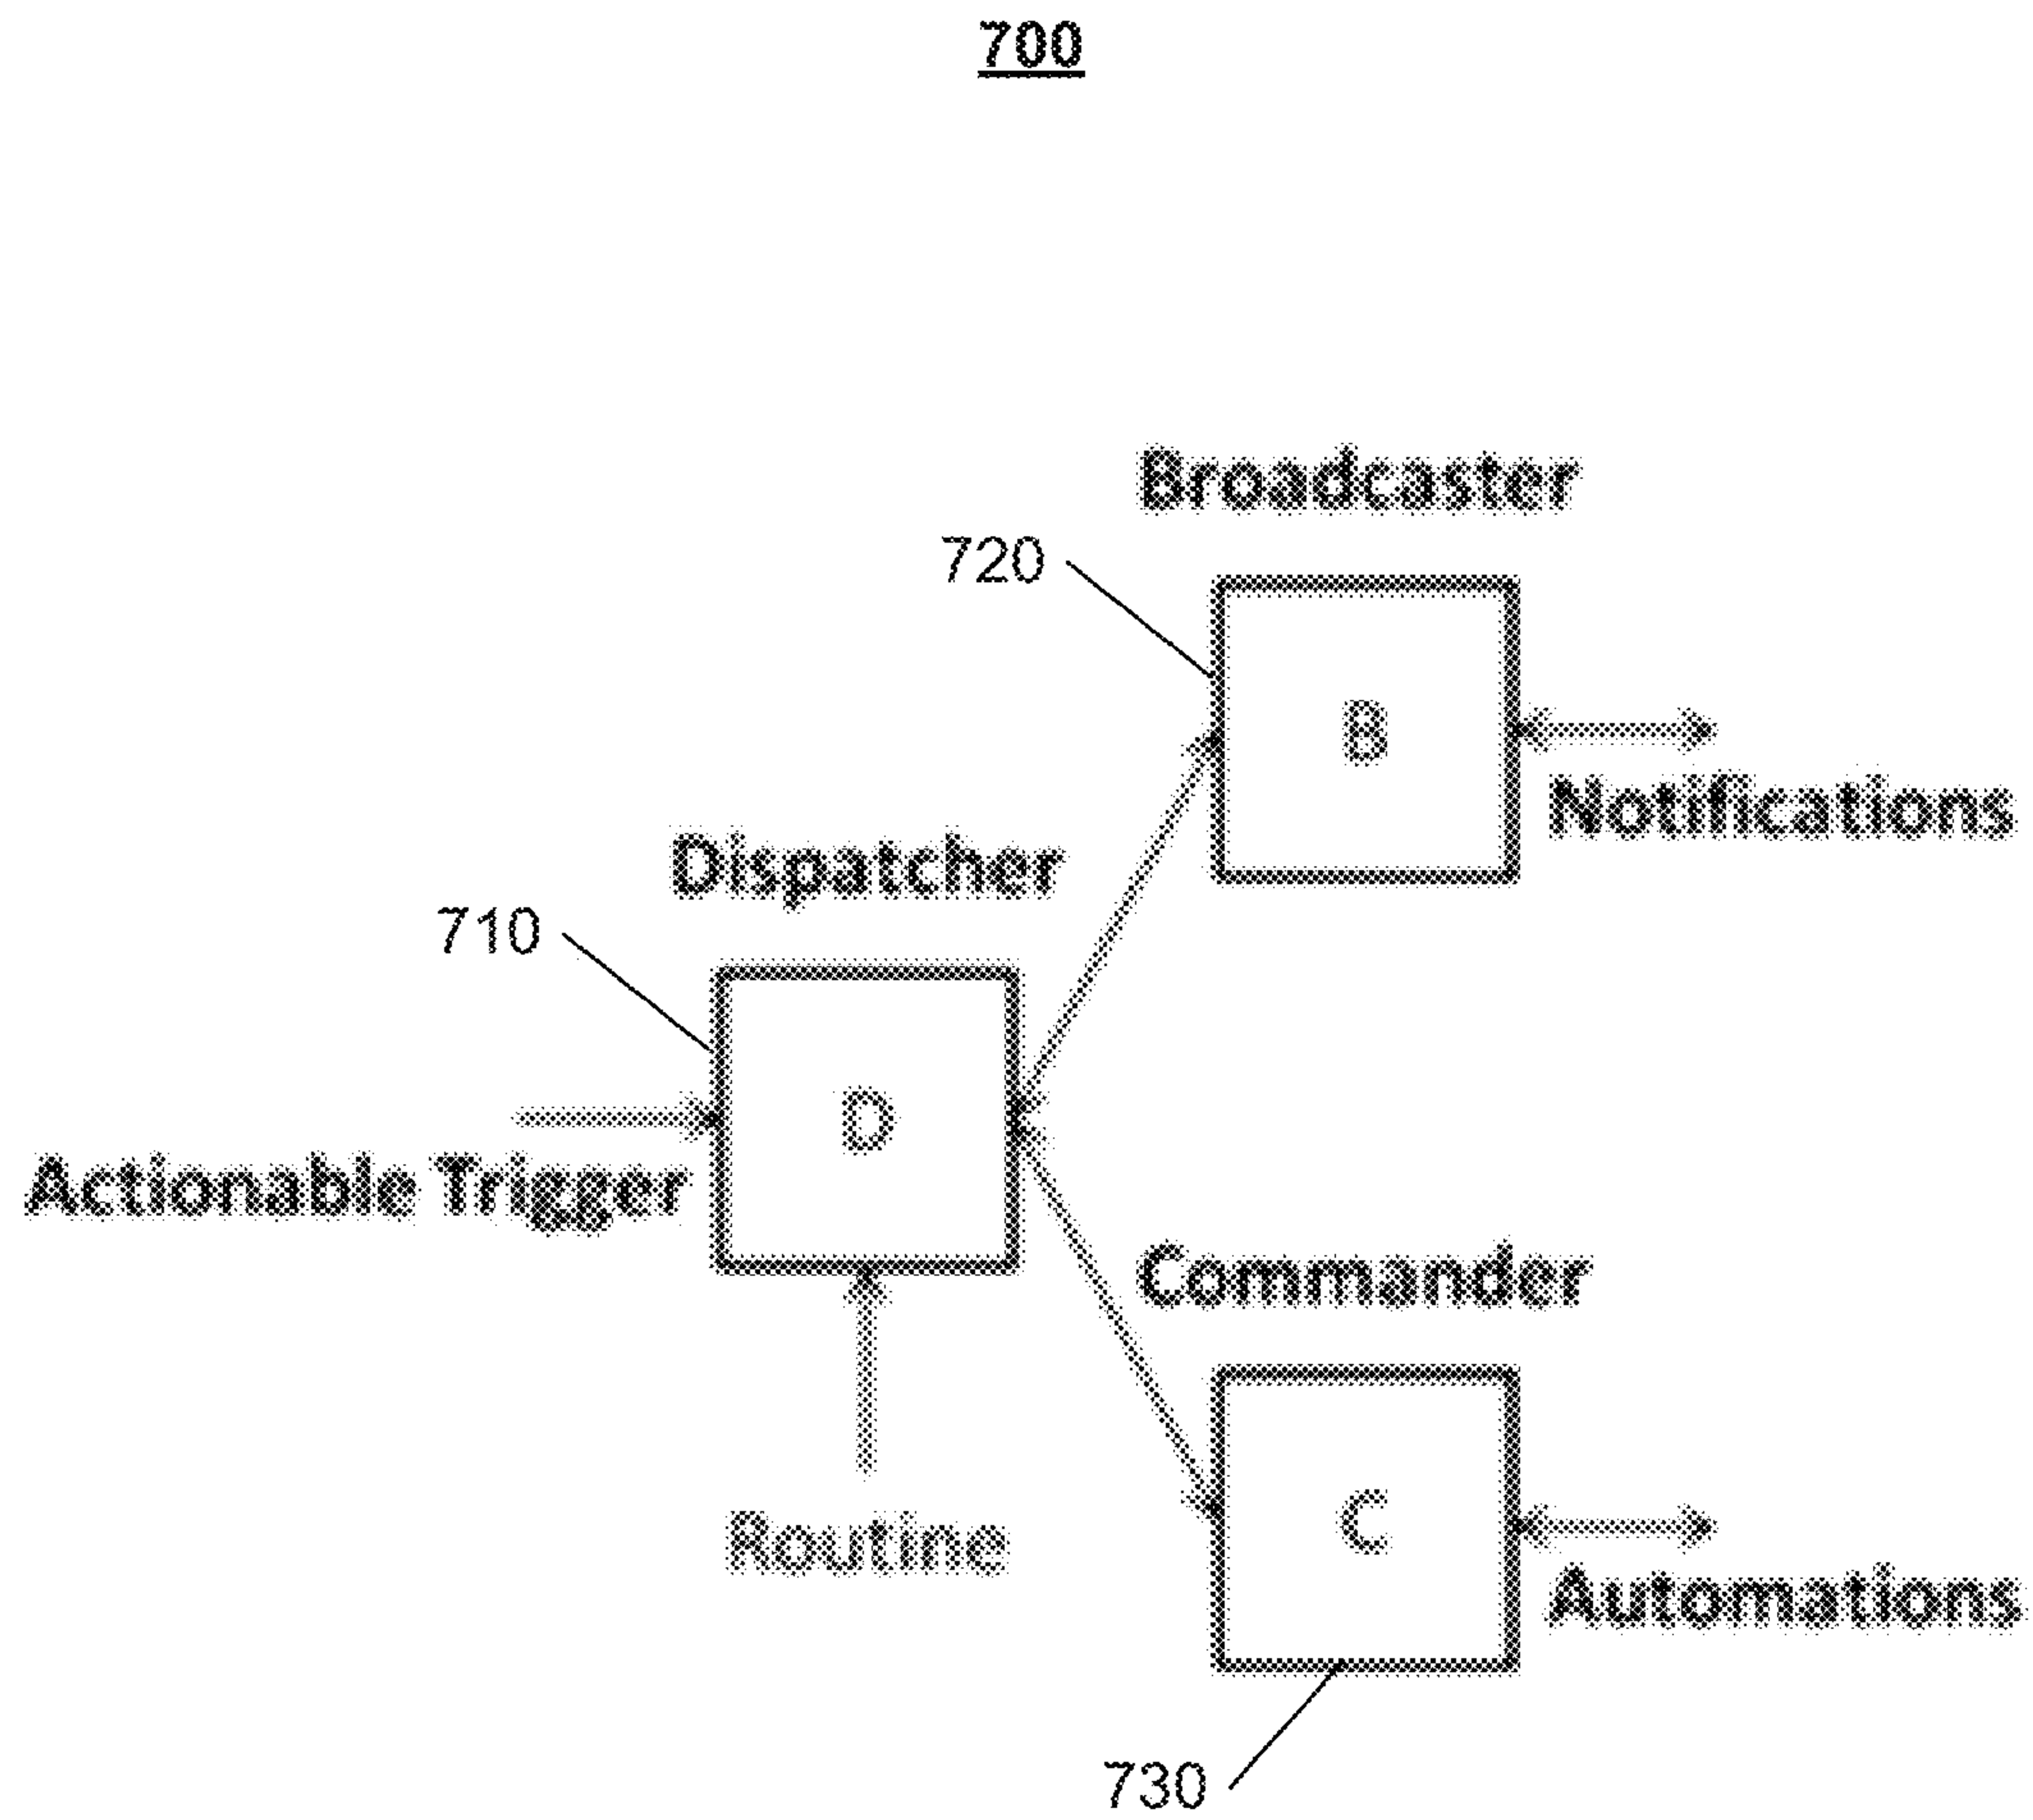 700
Broadcaster
720
B
Notifications
Dispatcher
710
D
Actionable Trigger
Commander
Routine
C
Automations
730